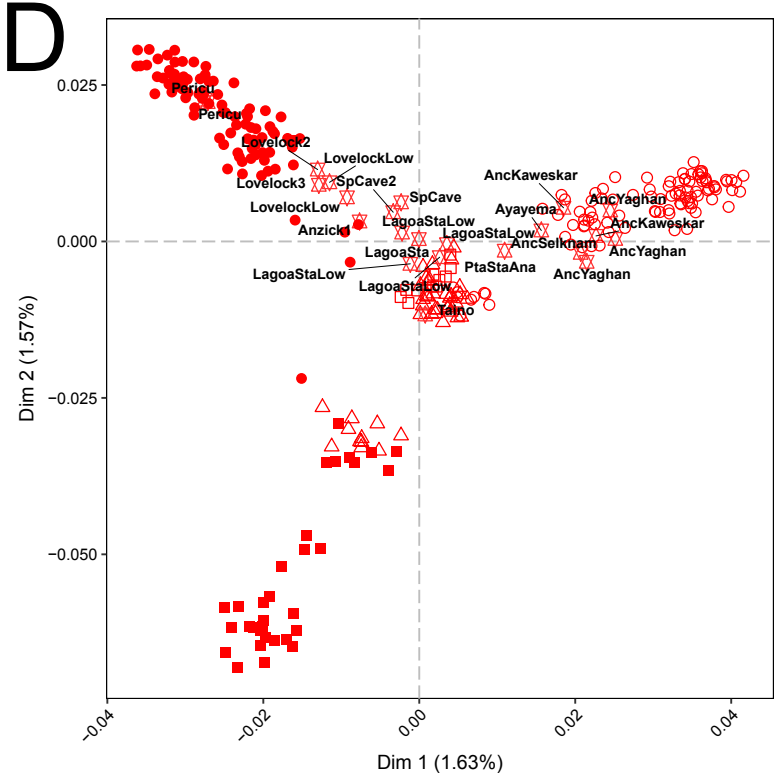 D
0.025
0.000
−0.025
−0.050
Dim 2 (1.57%)
Pericu
Pericu
Lovelock2
LovelockLow
Lovelock3
SpCave2
SpCave
LovelockLow
LagoaStaLow
Anzick1
LagoaStaLow
LagoaSta
LagoaStaLow
LagoaStaLow
Taino
PtaStaAna
AncKaweskar
AncYaghan
Ayayema
AncKaweskar
AncSelknam
AncYaghan
AncYaghan
−0.04
−0.02
0.00
0.02
0.04
Dim 1 (1.63%)